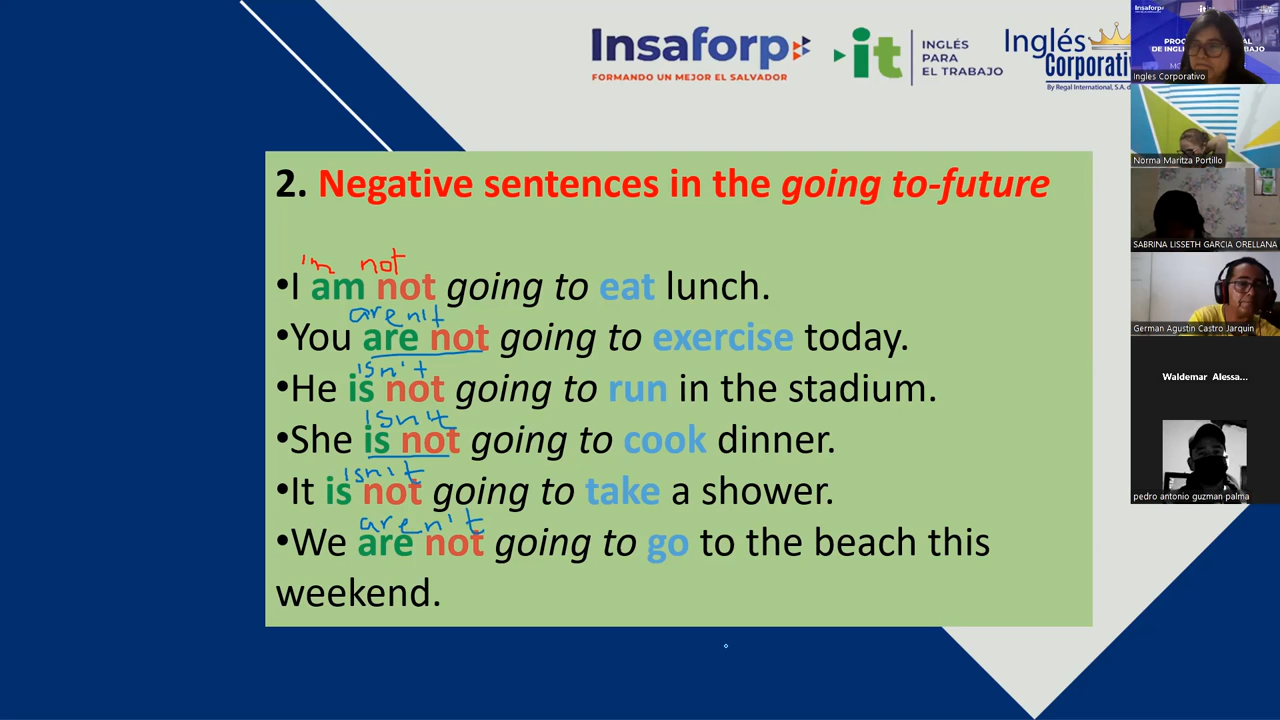 Insaforp
FORMANDO UN MEJOR EL SALVADOR
it
INGLÉS
PARA
EL TRABAJO
Inglés
Corporativ
By Regal International, S.A. d
2. Negative sentences in the going to-future
'm not
•I am not going to eat lunch.
aren't
•You are not going to exercise today.
isn't
•He is not going to run in the stadium.
isn't
•She is not going to cook dinner.
isn't
•It is not going to take a shower.
aren't
•We are not going to go to the beach this
weekend.
Insaforp
it
Ingles Corporativo
Norma Maritza Portillo
SABRINA LISSETH GARCIA ORELLANA
German Agustin Castro Jarquin
Waldemar Alessa...
pedro antonio guzman palma